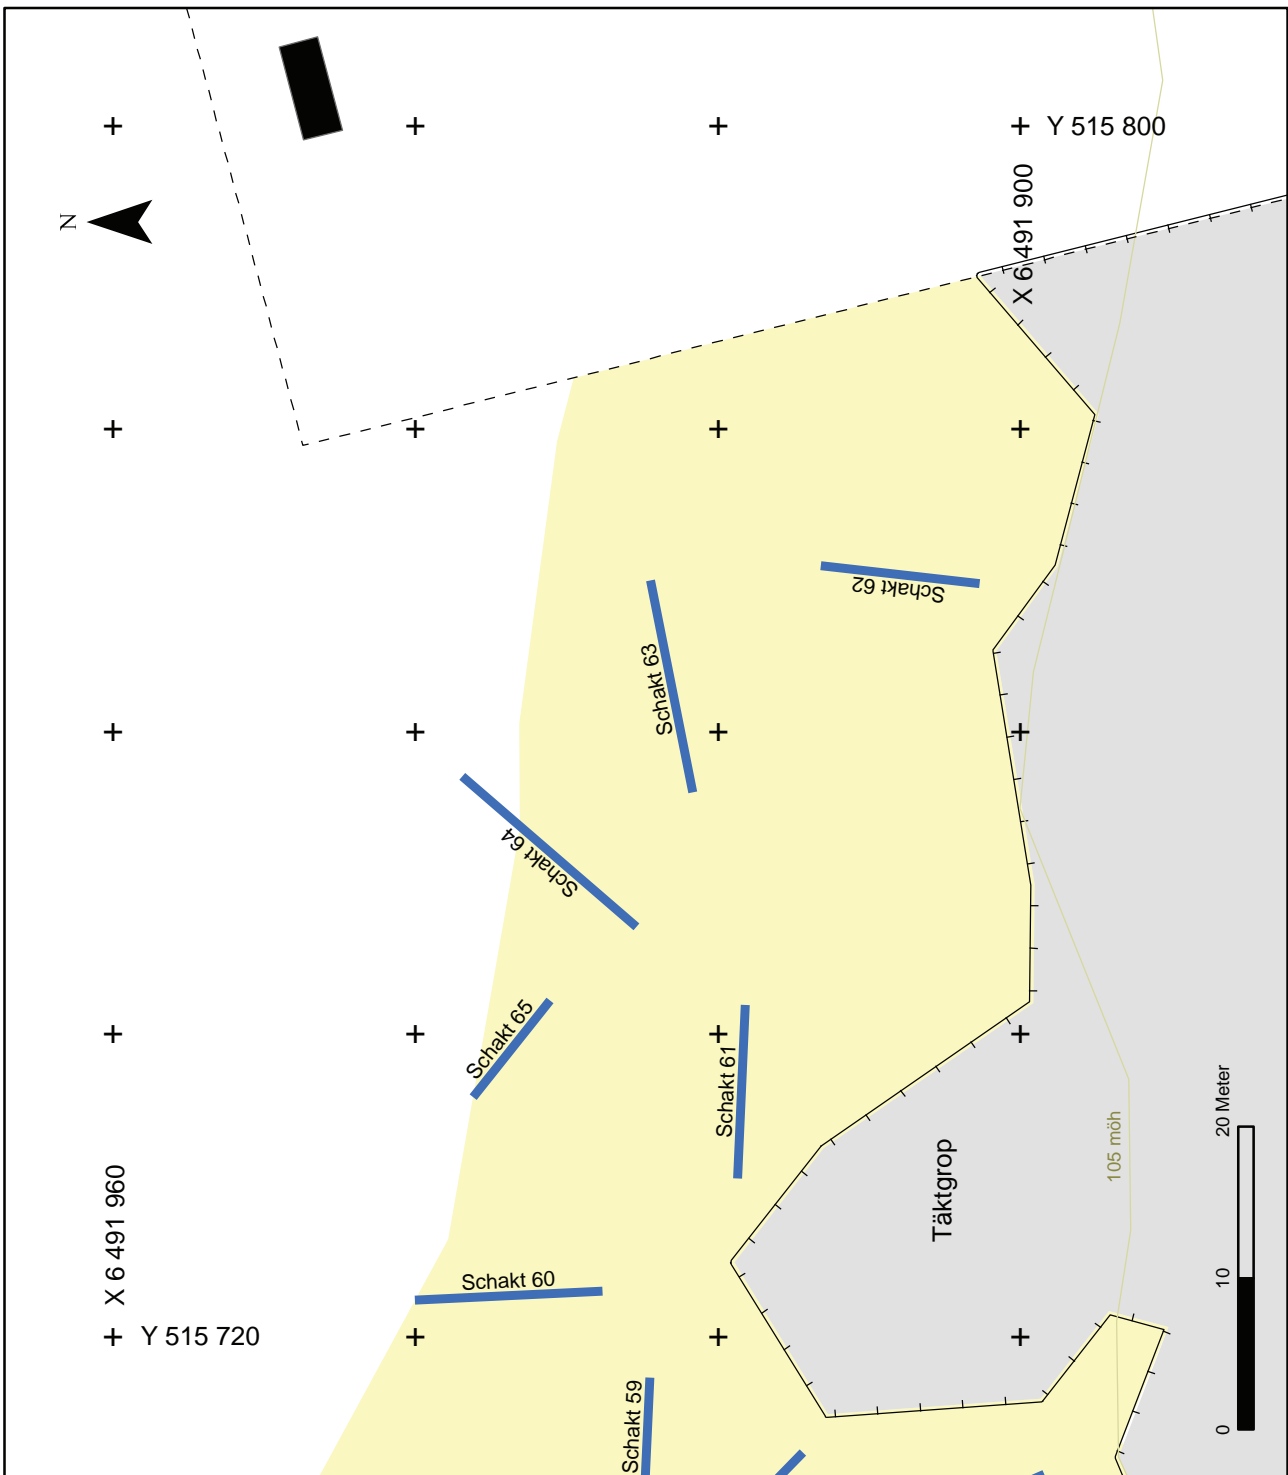 Y 515 800
X 6 491 900
N
Schakt 62
Schakt 63
Schakt 64
Schakt 65
Schakt 61
20 Meter
105 möh
Täktgrop
X 6 491 960
Schakt 60
10
Y 515 720
Schakt 59
0